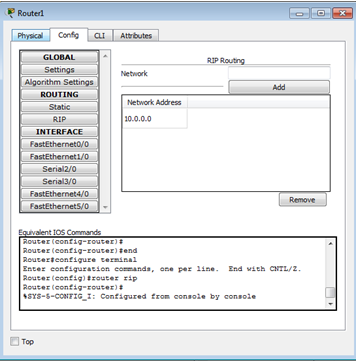 Router1
Physical Config CLI Attributes
GLOBAL
Settings
Algorithm Settings
ROUTING
Static
RIP
INTERFACE
FastEthernet0/0
FastEthernet1/0
Serial2/0
Serial3/0
FastEthernet4/0
FastEthernet5/0
RIP Routing
Network
Add
Network Address
10.0.0.0
Remove
Equivalent IOS Commands
Router(config-router)#
Router(config-router)#end
Router#configure terminal
Enter configuration commands, one per line. End with CNTL/Z.
Router(config)#router rip
Router(config-router)#
%SYS-5-CONFIG_I: Configured from console by console
Top